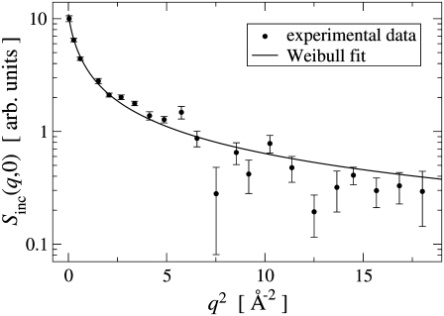 10
1
0.1
S_inc(q,0) [ arb. units ]
experimental data
Weibull fit
0 5 10 15
q² [ Å⁻² ]